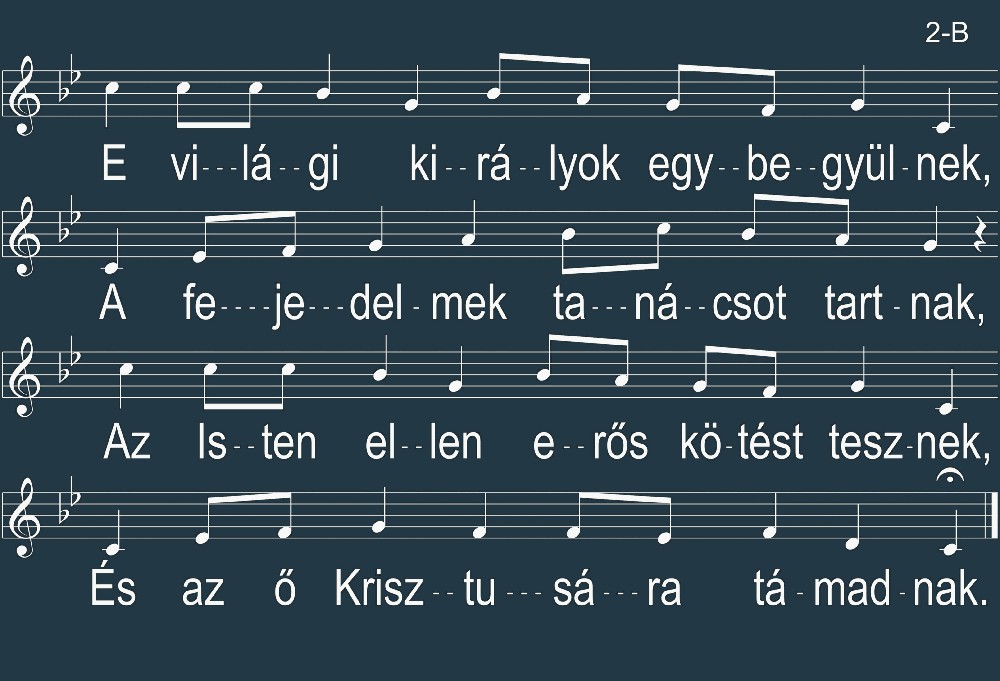 2-B
E vi---lá--gi ki--rá--lyok egy--be--gyül-nek,
A fe----je---del-mek ta---ná--csot tart-nak,
Az Is--ten el--len e--rős kö-tést tesz-nek,
És az ő Krisz--tu---sá---ra tá-mad-nak.